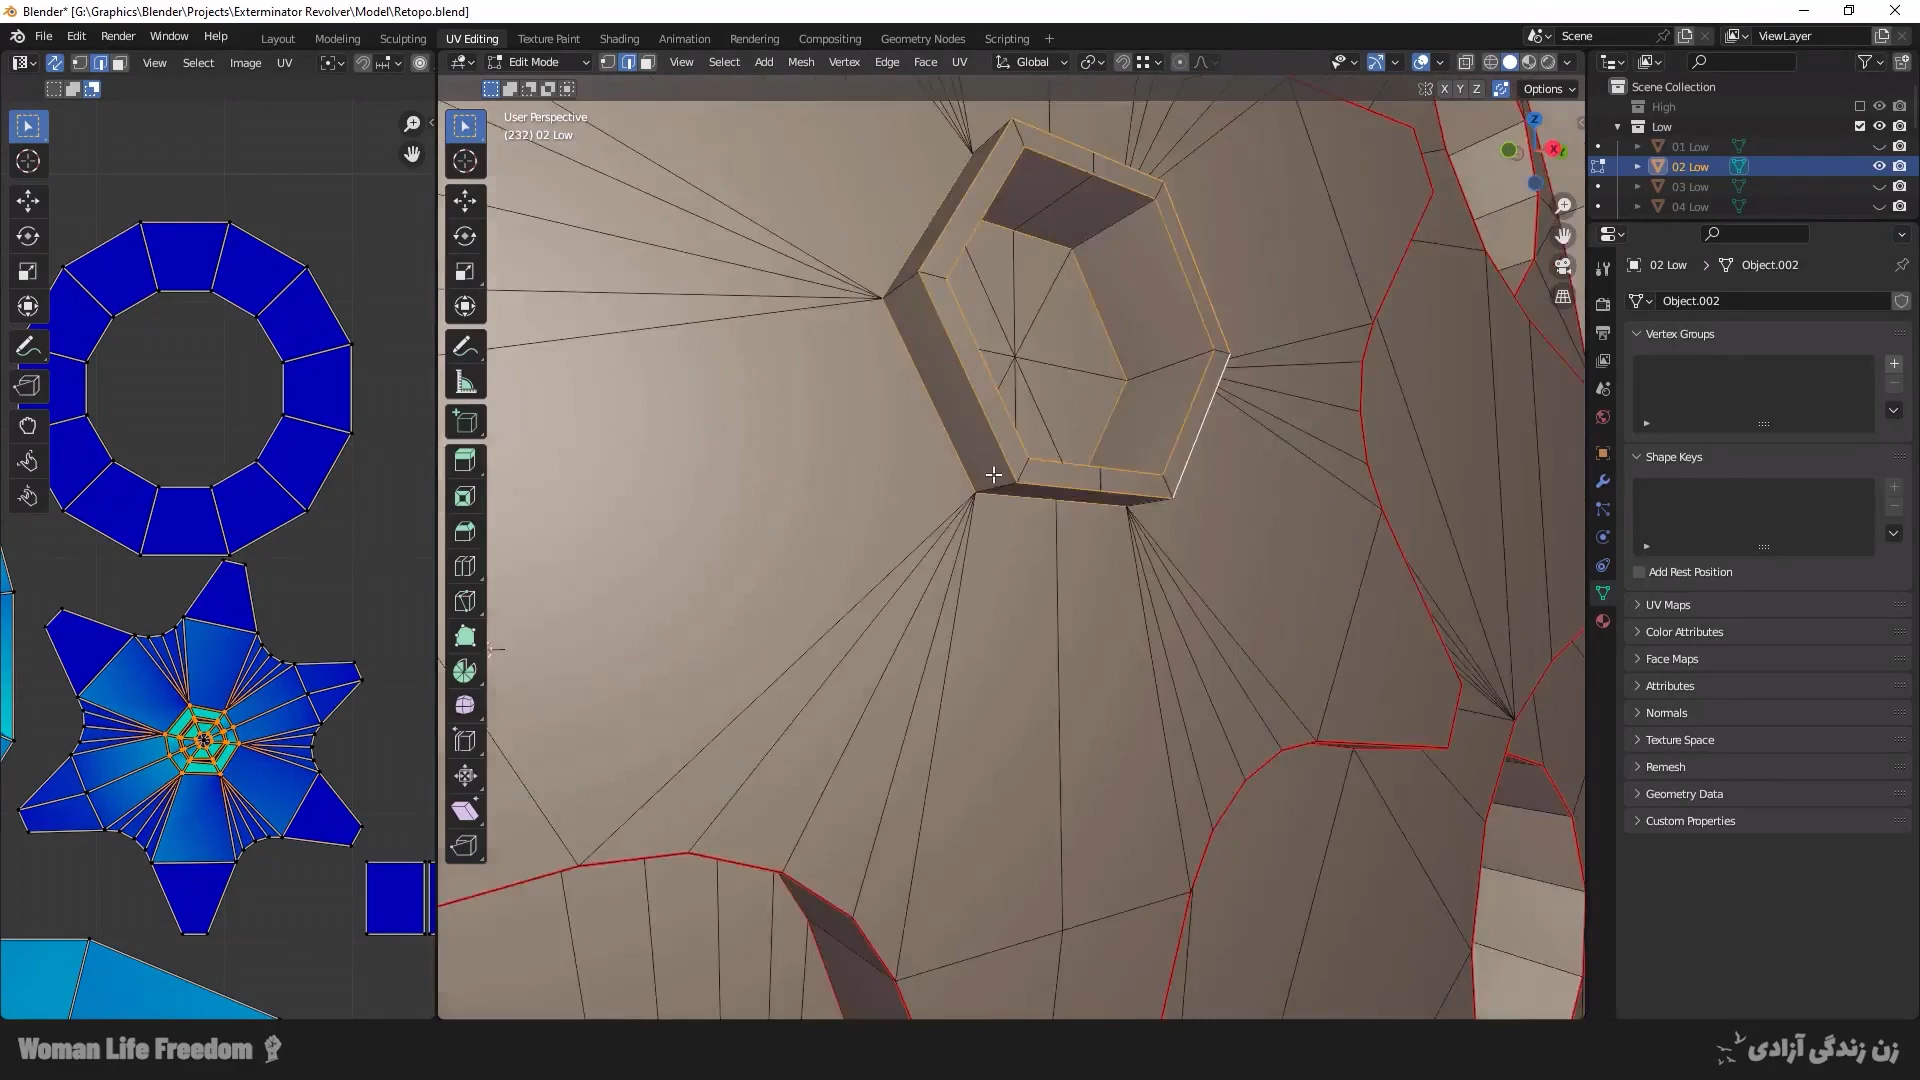 Blender* [G:\Graphics\Blender\Projects\Exterminator Revolver\Model\Retopo.blend]
File Edit Render Window Help Layout Modeling Sculpting UV Editing Texture Paint Shading Animation Rendering Compositing Geometry Nodes Scripting + Scene ViewLayer
View Select Image UV Edit Mode View Select Add Mesh Vertex Edge Face UV Global
X Y Z Options
Scene Collection
High
Low
01 Low
02 Low
03 Low
04 Low
User Perspective
(232) 02 Low
Z
X
02 Low > Object.002
Object.002
Vertex Groups
Shape Keys
Add Rest Position
UV Maps
Color Attributes
Face Maps
Attributes
Normals
Texture Space
Remesh
Geometry Data
Custom Properties
Woman Life Freedom
زن زندگی آزادی